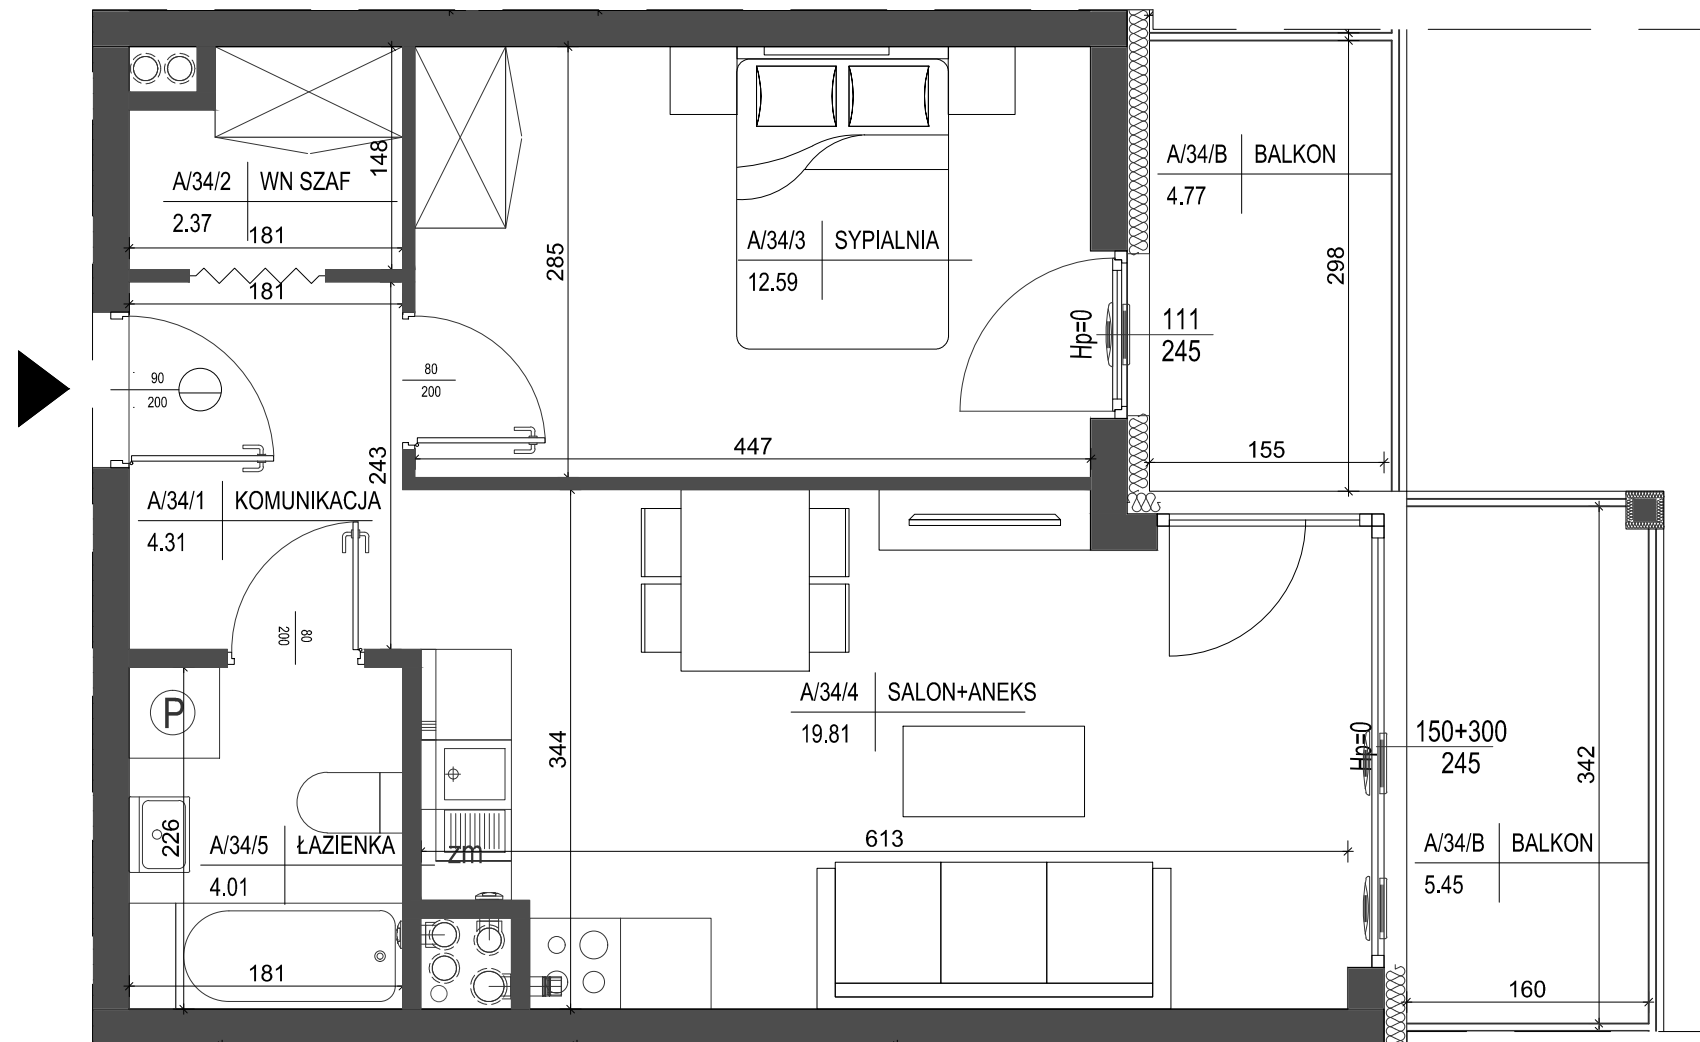 A/34/2 WN SZAF
2.37
181
148
181
90
200
80
200
243
A/34/1 KOMUNIKACJA
4.31
80
200
285
A/34/3 SYPIALNIA
12.59
447
Hp=0
111
245
A/34/B BALKON
4.77
298
155
P
226
A/34/5 ŁAZIENKA
4.01
181
zm
344
A/34/4 SALON+ANEKS
19.81
613
Hp=0
150+300
245
342
A/34/B BALKON
5.45
160